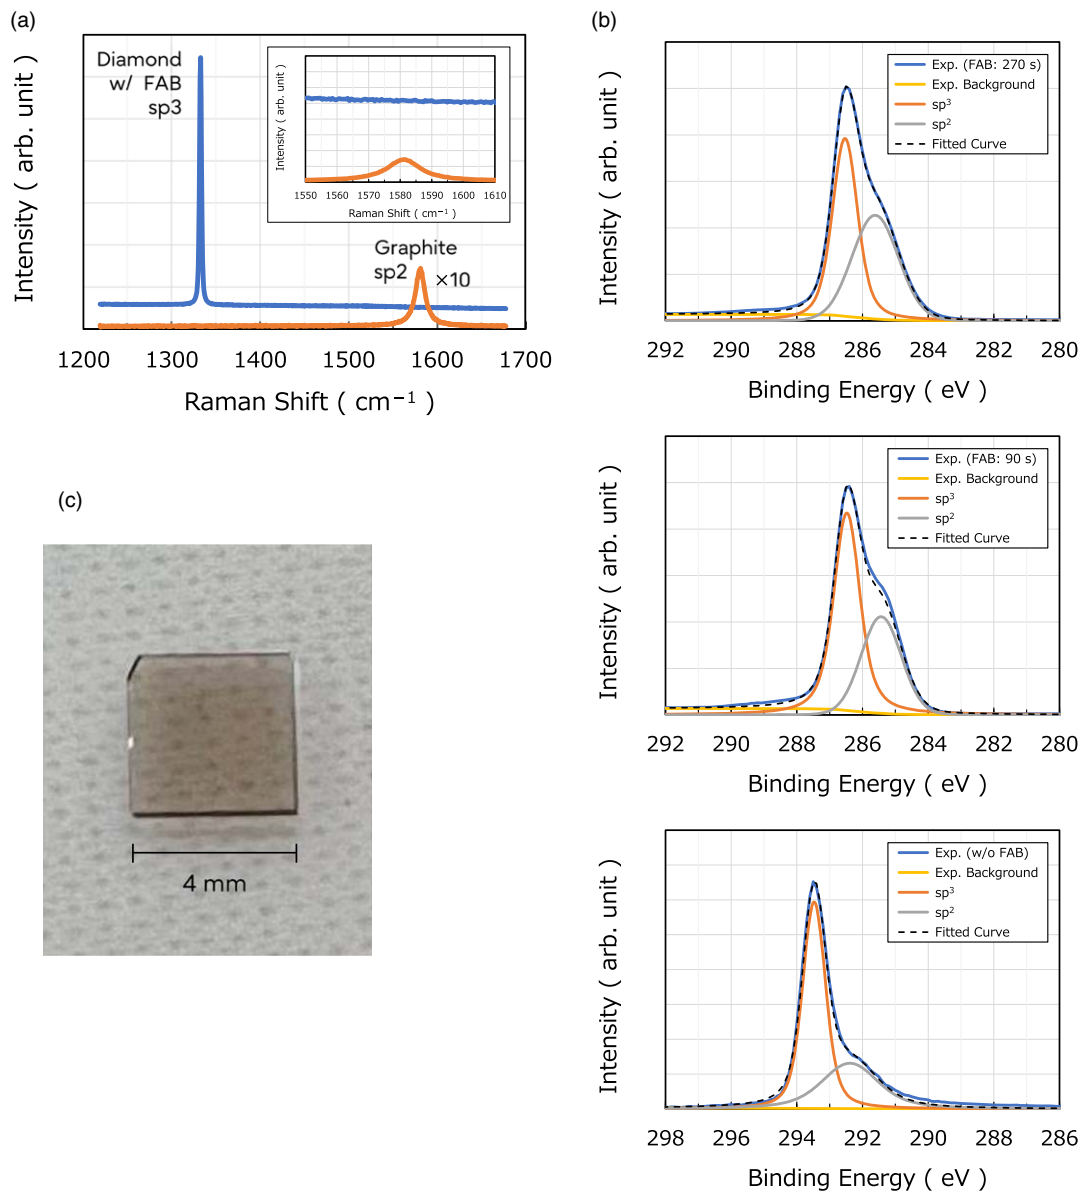 (a)
Intensity ( arb. unit )
Diamond
w/ FAB
sp3
Intensity ( arb. unit )
1550 1560 1570 1580 1590 1600 1610
Raman Shift ( cm⁻¹ )
Graphite
sp2
×10
1200 1300 1400 1500 1600 1700
Raman Shift ( cm⁻¹ )
(b)
Intensity ( arb. unit )
Exp. (FAB: 270 s)
Exp. Background
sp³
sp²
Fitted Curve
292 290 288 286 284 282 280
Binding Energy ( eV )
Intensity ( arb. unit )
Exp. (FAB: 90 s)
Exp. Background
sp³
sp²
Fitted Curve
292 290 288 286 284 282 280
Binding Energy ( eV )
Intensity ( arb. unit )
Exp. (w/o FAB)
Exp. Background
sp³
sp²
Fitted Curve
298 296 294 292 290 288 286
Binding Energy ( eV )
(c)
4 mm